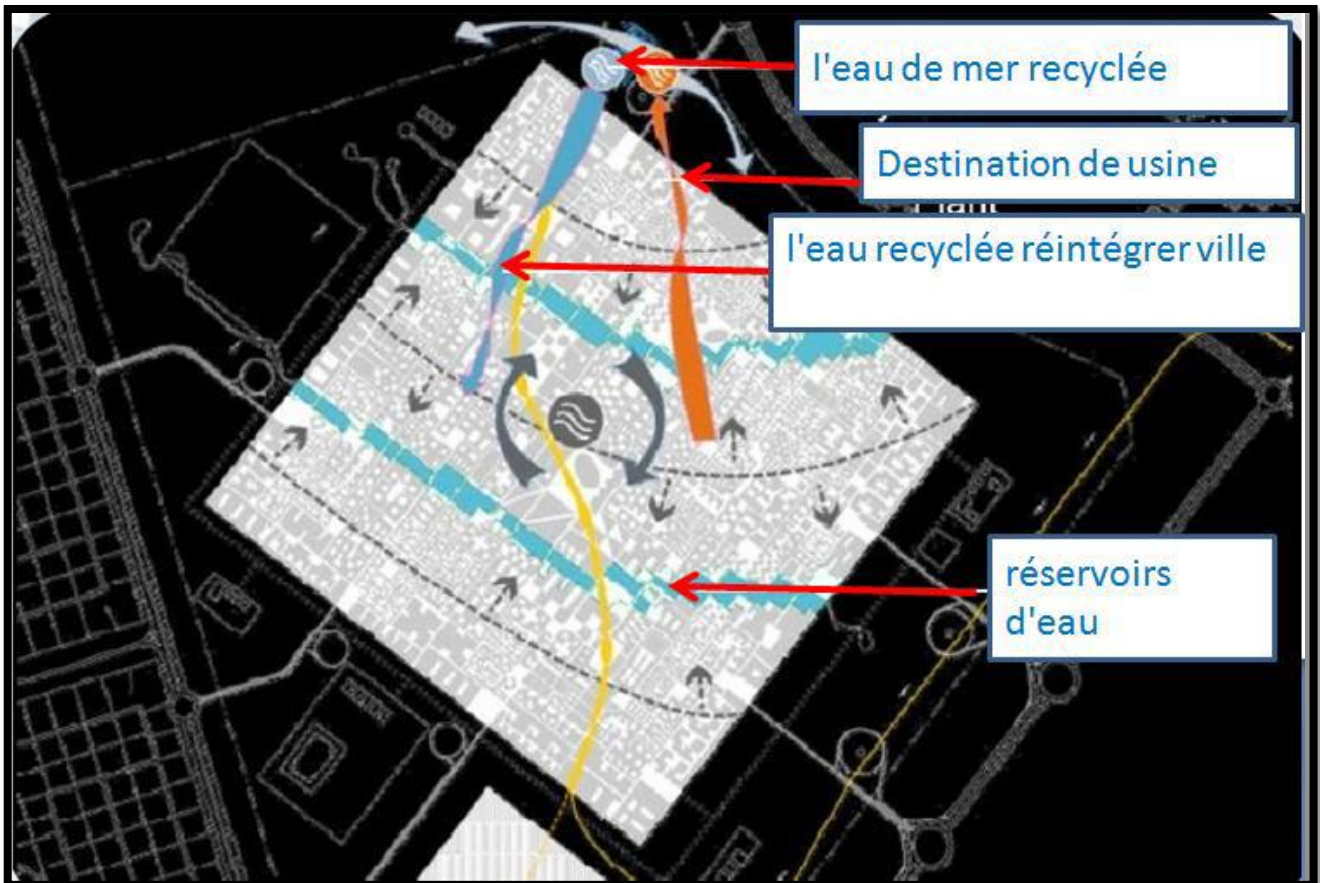 l'eau de mer recyclée
Destination de usine
l'eau recyclée réintégrer ville
réservoirs
d'eau